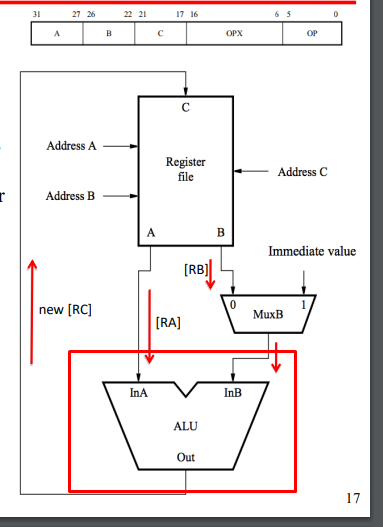 31 27 26 22 21 17 16 6 5 0
A B C OPX OP
C
Address A
Register
file
Address C
Address B
r
A B
Immediate value
[RB]
0 1
MuxB
new [RC]
[RA]
InA InB
ALU
Out
17